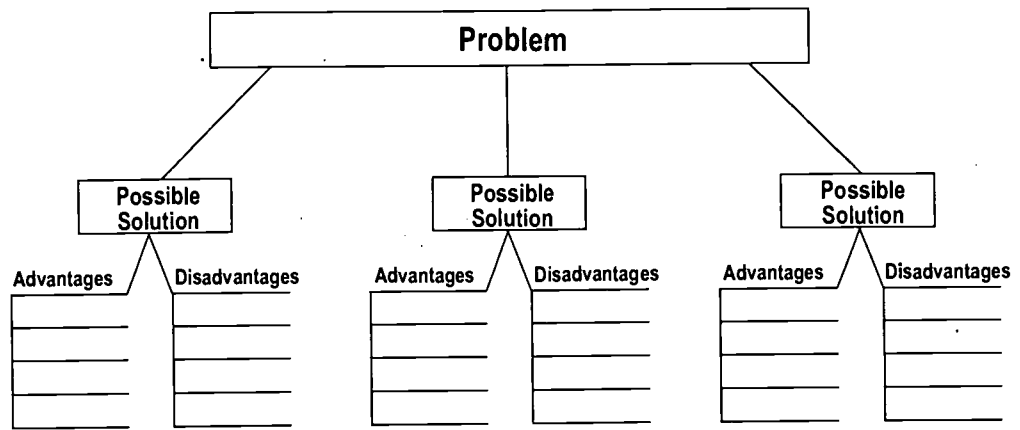 Problem
Possible
Solution
Possible
Solution
Possible
Solution
Advantages
Disadvantages
Advantages
Disadvantages
Advantages
Disadvantages